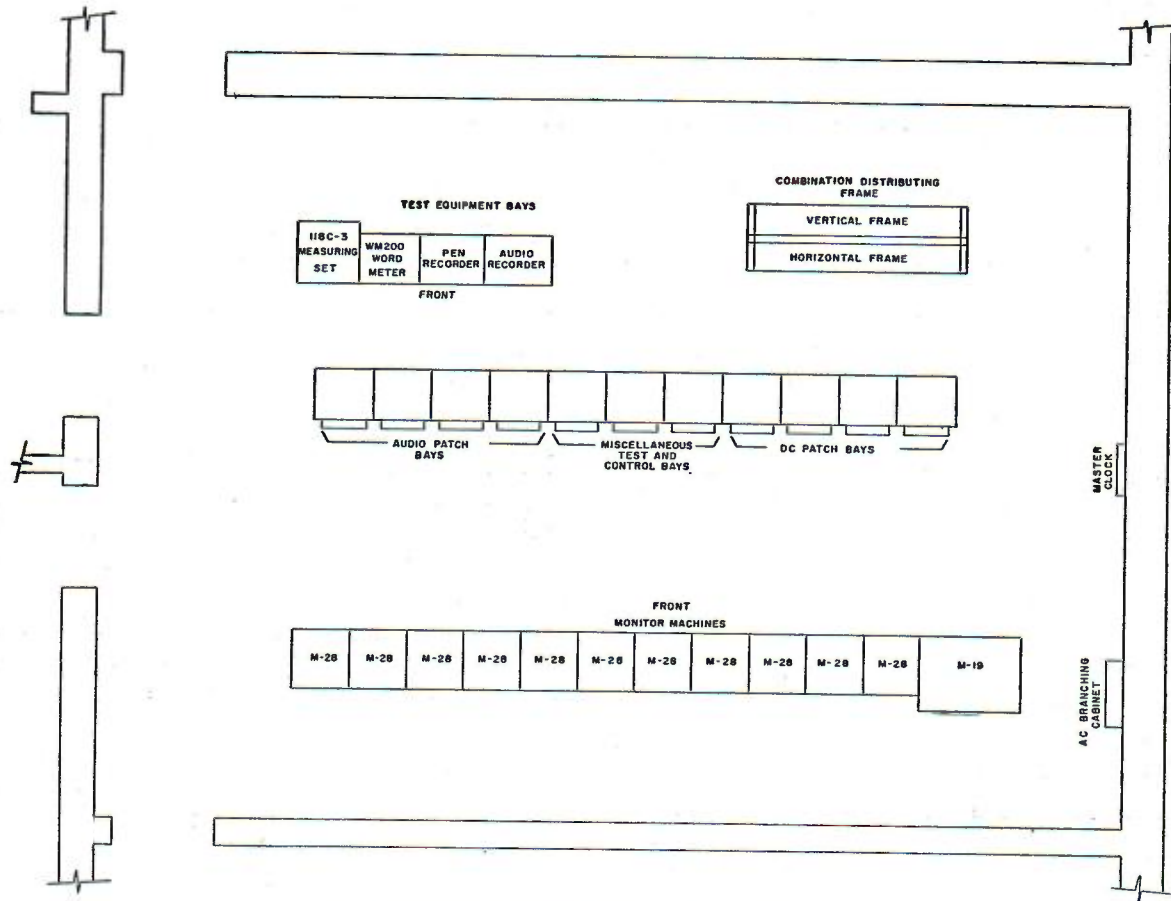 COMBINATION DISTRIBUTING
FRAME
VERTICAL FRAME
HORIZONTAL FRAME
TEST EQUIPMENT BAYS
118C-3
MEASURING
SET
WM200
WORD
METER
PEN
RECORDER
AUDIO
RECORDER
FRONT
AUDIO PATCH
BAYS
MISCELLANEOUS
TEST AND
CONTROL BAYS
DC PATCH BAYS
MASTER
CLOCK
FRONT
MONITOR MACHINES
M-28
M-28
M-28
M-28
M-28
M-28
M-28
M-28
M-28
M-28
M-28
M-19
AC BRANCHING
CABINET